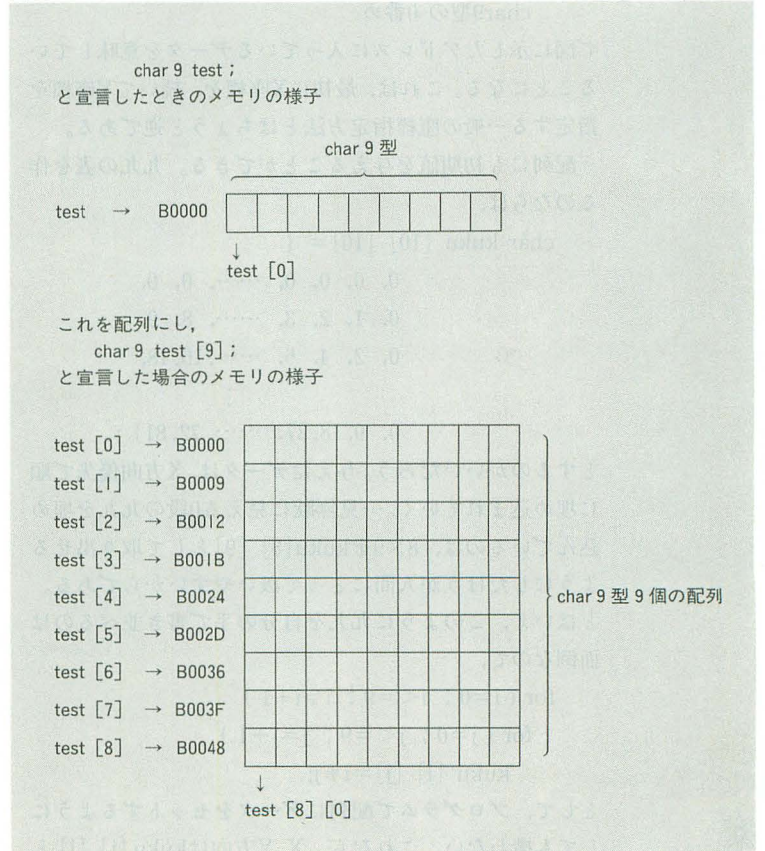 char 9 test ;
と宣言したときのメモリの様子
char 9 型
test → B0000
test [0]
これを配列にし，
char 9 test [9] ;
と宣言した場合のメモリの様子
test [0] → B0000
test [1] → B0009
test [2] → B0012
test [3] → B001B
test [4] → B0024
test [5] → B002D
test [6] → B0036
test [7] → B003F
test [8] → B0048
char 9 型 9 個の配列
test [8] [0]